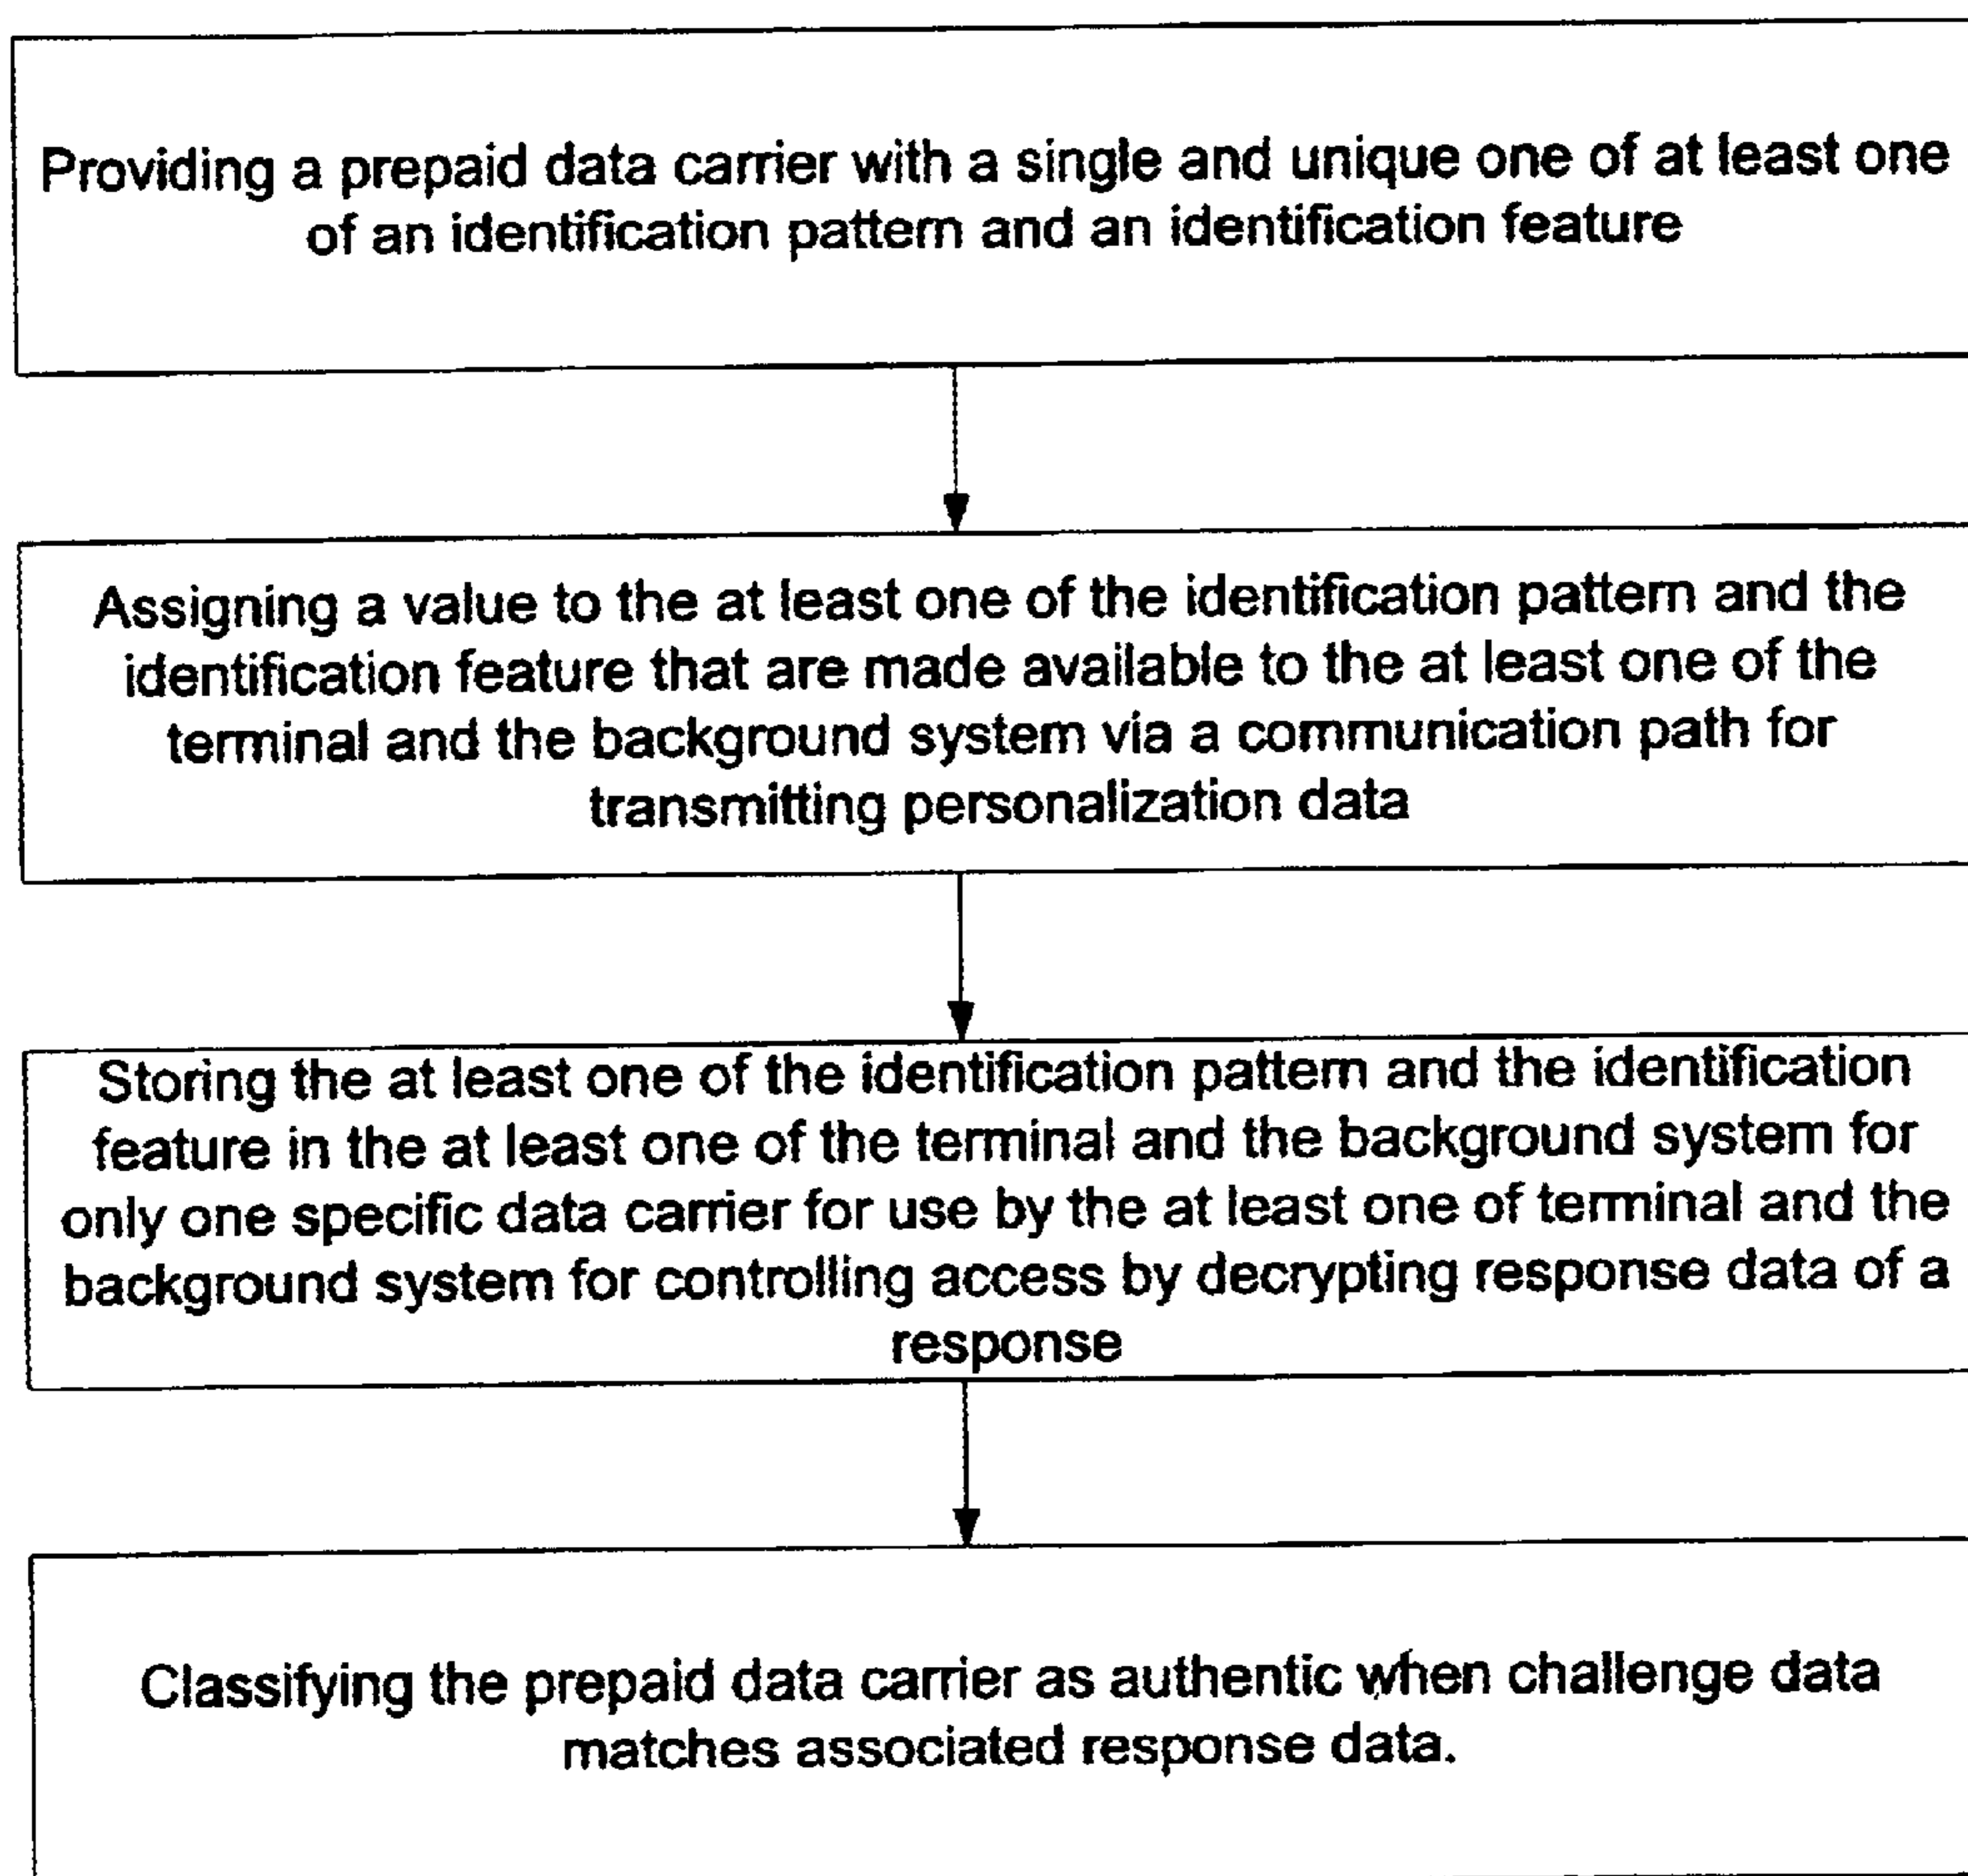 Providing a prepaid data carrier with a single and unique one of at least one
of an identification pattern and an identification feature
Assigning a value to the at least one of the identification pattern and the
identification feature that are made available to the at least one of the
terminal and the background system via a communication path for
transmitting personalization data
Storing the at least one of the identification pattern and the identification
feature in the at least one of the terminal and the background system for
only one specific data carrier for use by the at least one of terminal and the
background system for controlling access by decrypting response data of a
response
Classifying the prepaid data carrier as authentic when challenge data
matches associated response data.